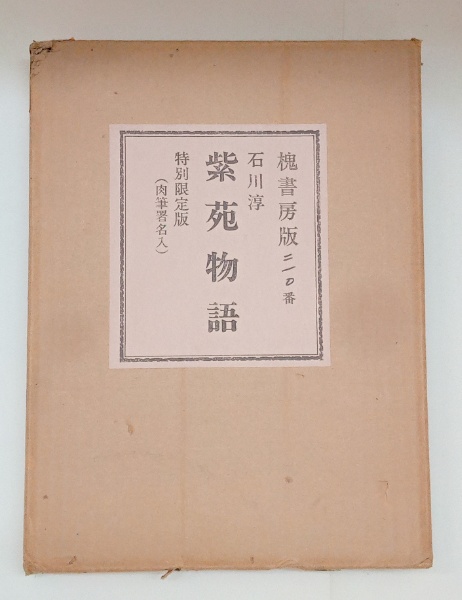 槐書房版二一〇番
石川淳
紫苑物語
特別限定版
（肉筆署名入）